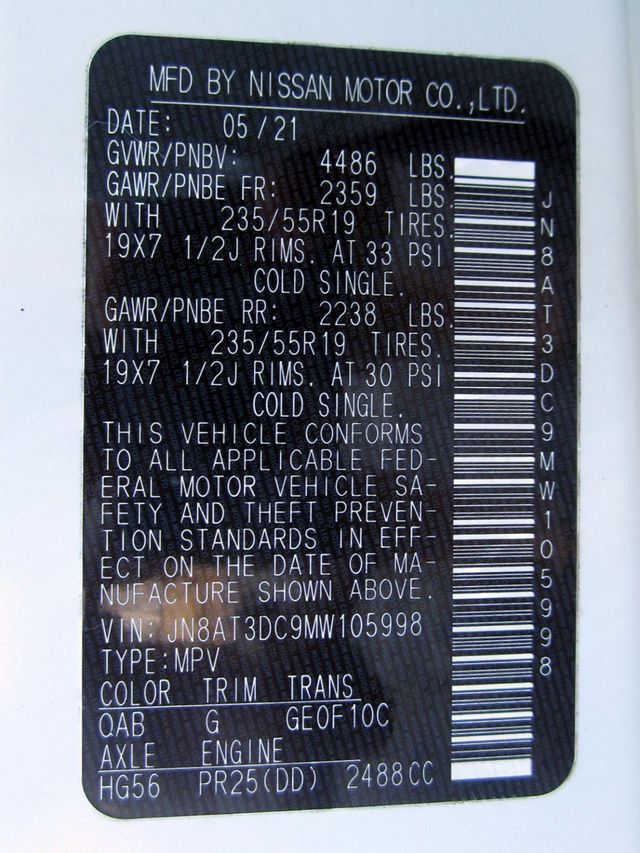 MFD BY NISSAN MOTOR CO.,LTD.
DATE: 05/21
GVWR/PNBV: 4486 LBS.
GAWR/PNBE FR: 2359 LBS.
WITH 235/55R19 TIRES.
19X7 1/2J RIMS. AT 33 PSI
COLD SINGLE.
GAWR/PNBE RR: 2238 LBS.
WITH 235/55R19 TIRES.
19X7 1/2J RIMS. AT 30 PSI
COLD SINGLE.
THIS VEHICLE CONFORMS
TO ALL APPLICABLE FED-
ERAL MOTOR VEHICLE SA-
FETY AND THEFT PREVEN-
TION STANDARDS IN EFF-
ECT ON THE DATE OF MA-
NUFACTURE SHOWN ABOVE.
VIN: JN8AT3DC9MW105998
TYPE:MPV
COLOR TRIM TRANS
QAB G GEOF10C
AXLE ENGINE
HG56 PR25(DD) 2488CC
JN8AT3DC9MW105998